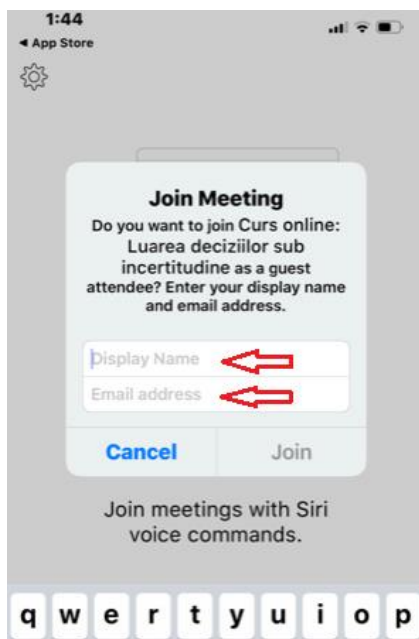 1:44
◀ App Store
Join Meeting
Do you want to join Curs online:
Luarea deciziilor sub
incertitudine as a guest
attendee? Enter your display name
and email address.
Display Name
Email address
Cancel Join
Join meetings with Siri
voice commands.
q w e r t y u i o p